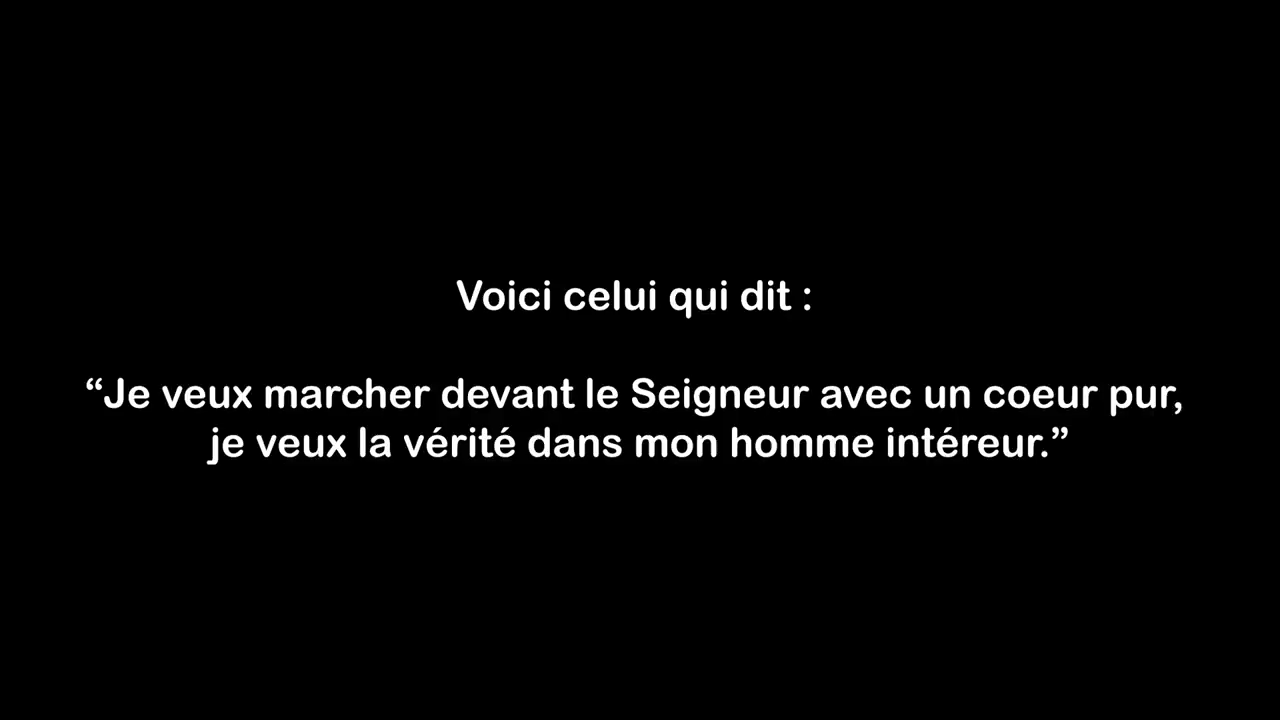 Voici celui qui dit :
“Je veux marcher devant le Seigneur avec un coeur pur,
je veux la vérité dans mon homme intéreur.”